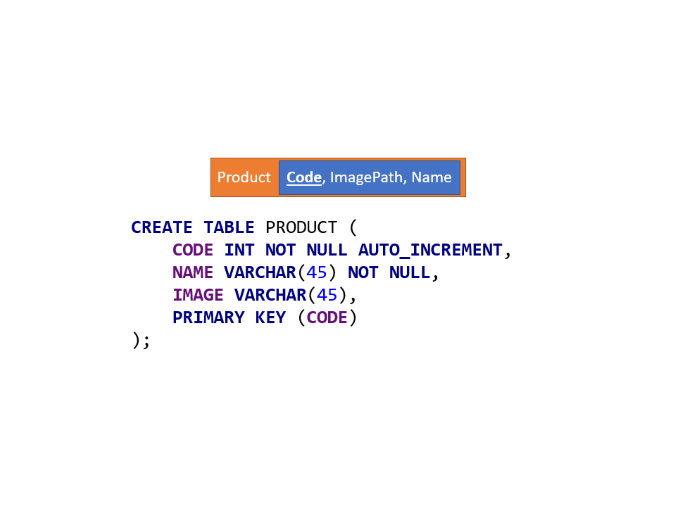 Product Code, ImagePath, Name
CREATE TABLE PRODUCT (
    CODE INT NOT NULL AUTO_INCREMENT,
    NAME VARCHAR(45) NOT NULL,
    IMAGE VARCHAR(45),
    PRIMARY KEY (CODE)
);